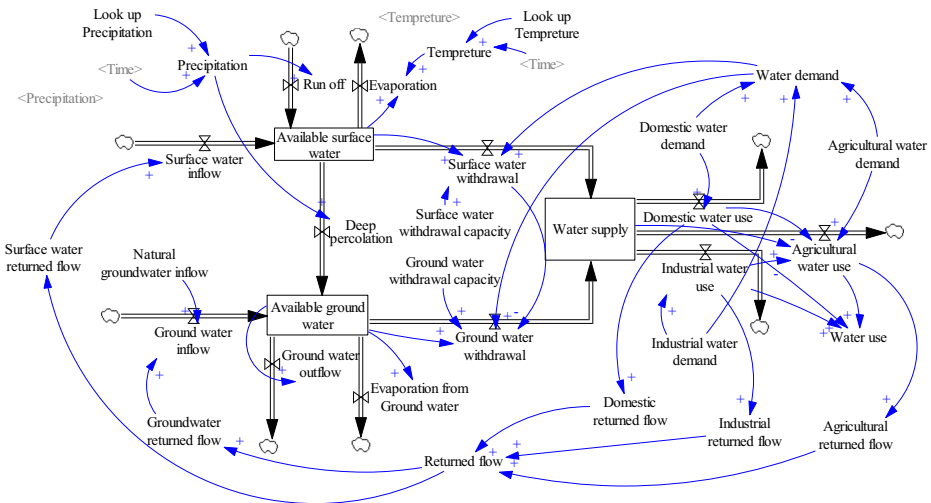 <Tempreture>
Look up
Precipitation
Look up
Tempreture
<Time>
Precipitation
Tempreture
<Time>
<Precipitation>
Run off
Evaporation
Water demand
Available surface
water
Surface water
inflow
Surface water
withdrawal
Domestic water
demand
Agricultural water
demand
Surface water
withdrawal capacity
Deep
percolation
Water supply
Domestic water use
Surface water
returned flow
Natural
groundwater inflow
Ground water
withdrawal capacity
Industrial water
use
Agricultural
water use
Available ground
water
Ground water
inflow
Ground water
withdrawal
Industrial water
demand
Water use
Ground water
outflow
Evaporation from
Ground water
Domestic
returned flow
Groundwater
returned flow
Industrial
returned flow
Agricultural
returned flow
Returned flow